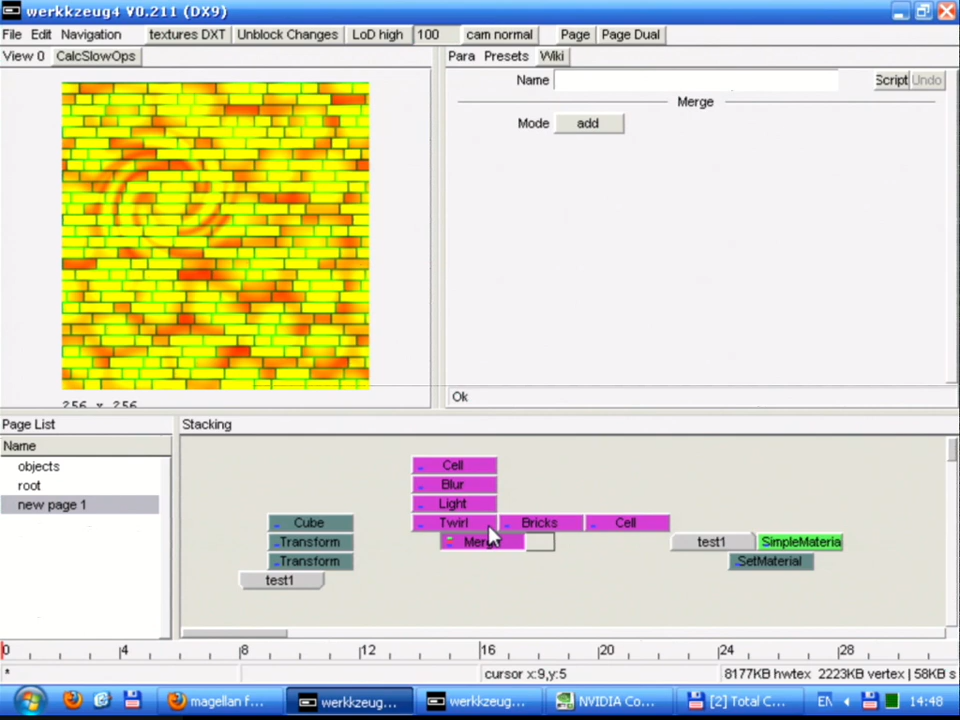 werkkzeug4 V0.211 (DX9)
File Edit Navigation textures DXT Unblock Changes LoD high 100 cam normal Page Page Dual
View 0 CalcSlowOps Para Presets Wiki
Name Script Undo
Merge
Mode add
256 x 256
Ok
Page List Stacking
Name
objects
root
new page 1
Cell
Blur
Light
Cube Twirl Bricks Cell
Transform Merge test1 SimpleMateria
Transform SetMaterial
test1
0 4 8 12 16 20 24 28
* cursor x:9,y:5 8177KB hwtex 2223KB vertex | 58KB s
magellan f... werkkzeug... werkkzeug... NVIDIA Co... [2] Total C... EN 14:48